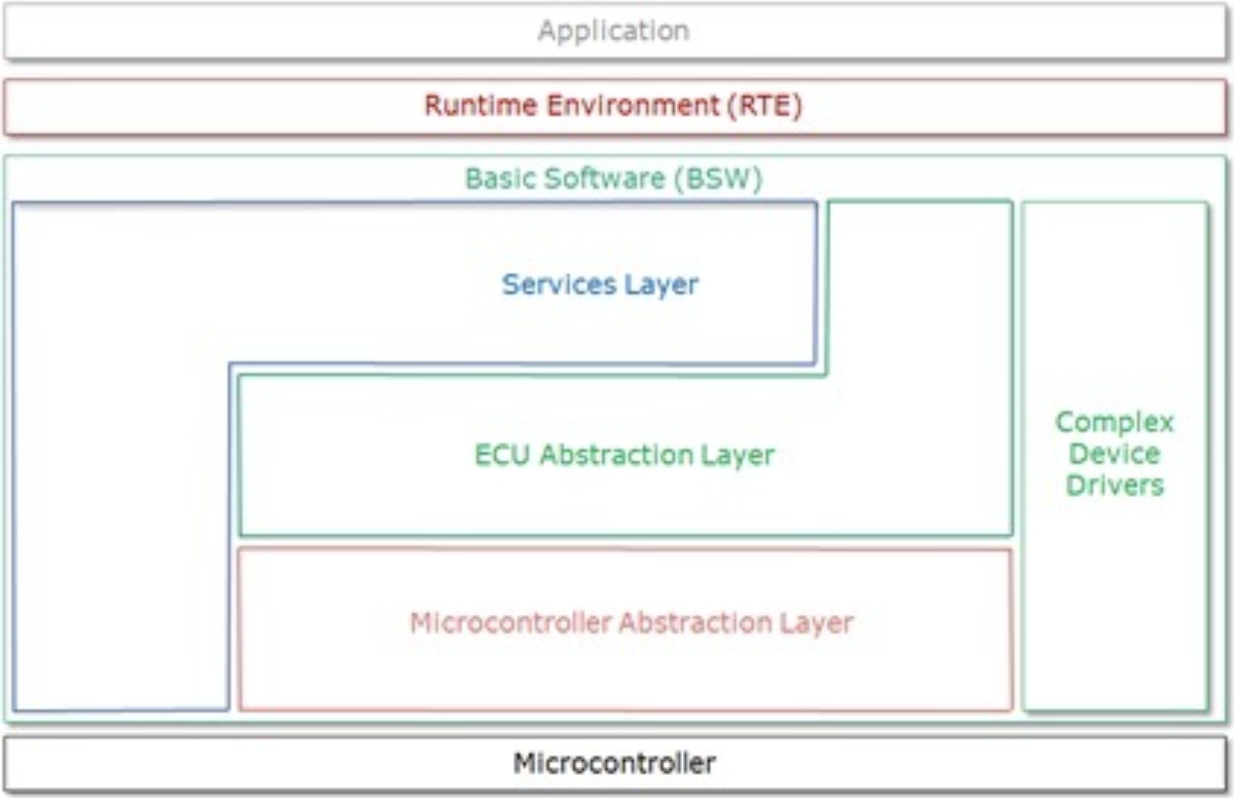 Application
Runtime Environment (RTE)
Basic Software (BSW)
Services Layer
ECU Abstraction Layer
Complex
Device
Drivers
Microcontroller Abstraction Layer
Microcontroller